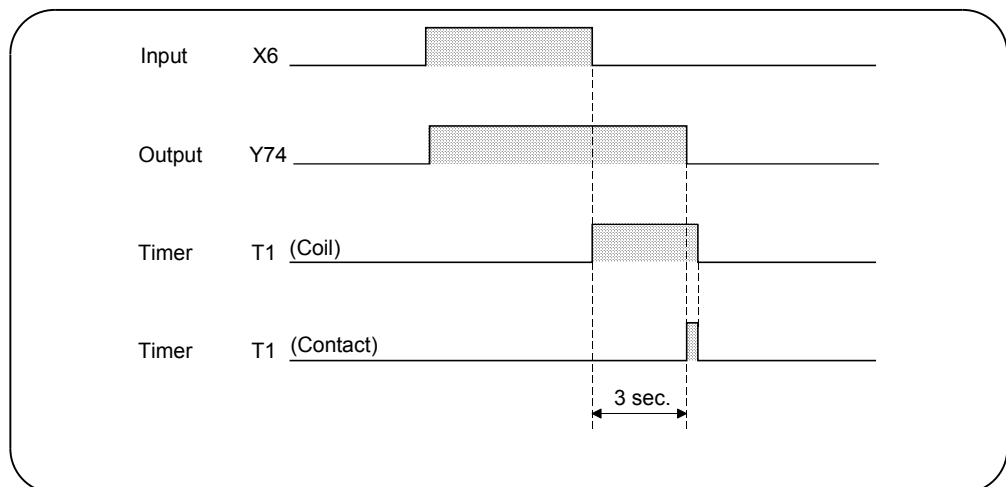 Input X6
Output Y74
Timer T1 (Coil)
Timer T1 (Contact)
3 sec.